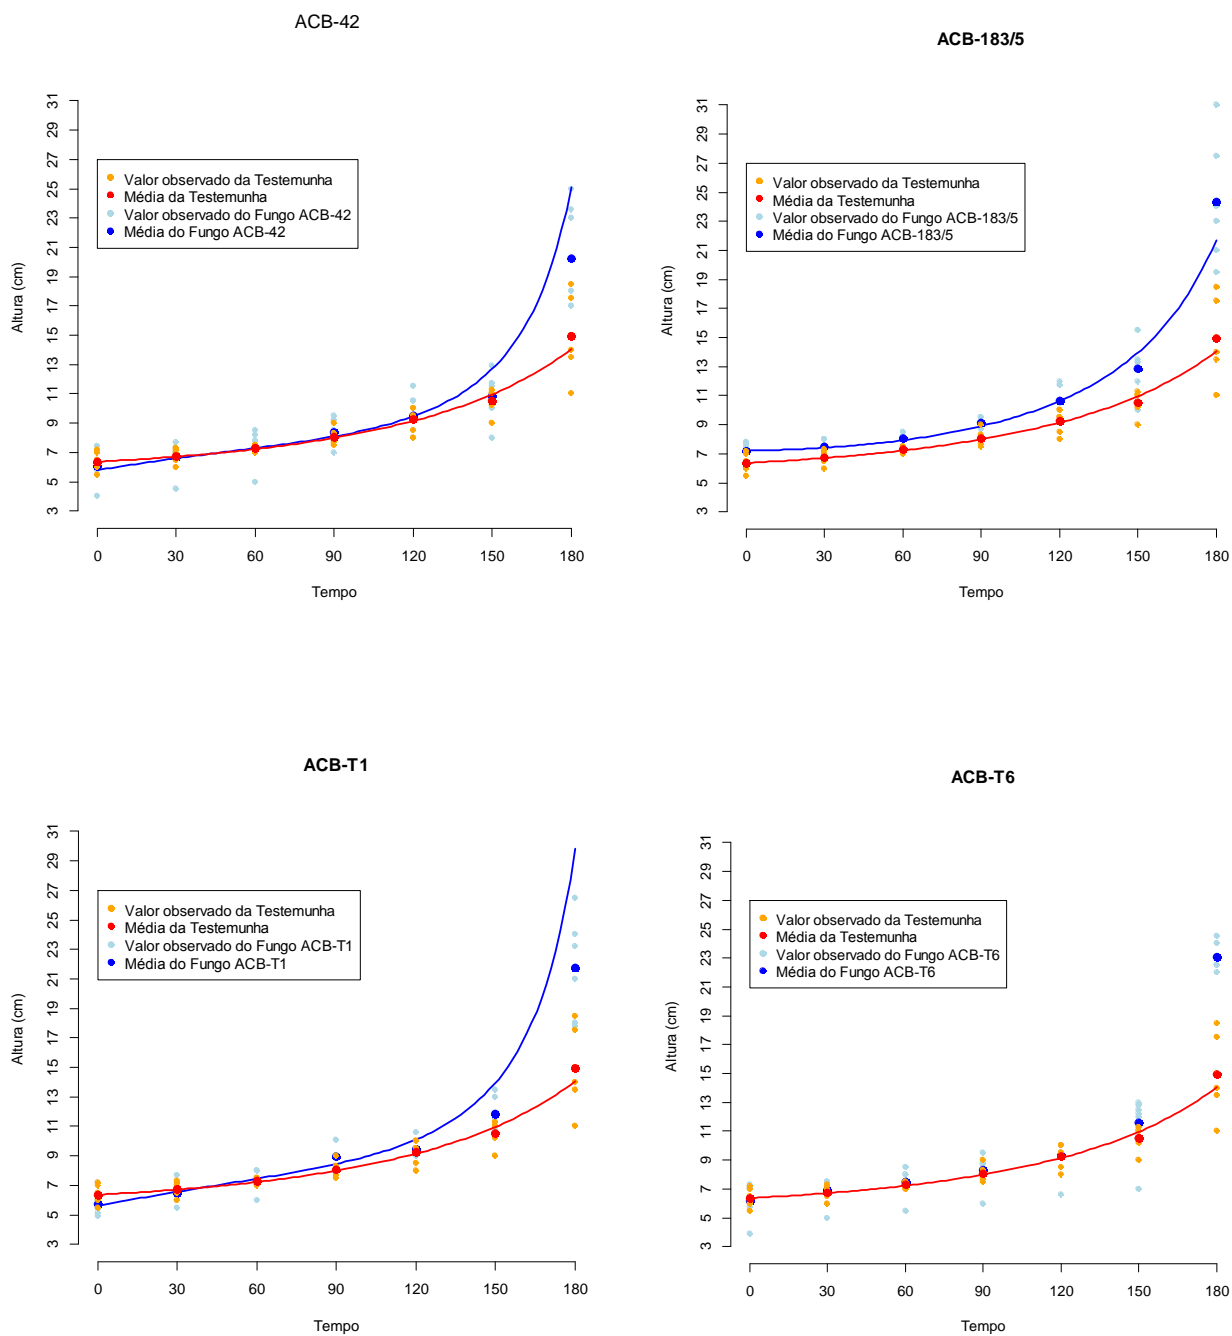 ACB-42
31
29
27
25
23
21
19
17
15
13
11
9
7
5
3
Altura (cm)
Valor observado da Testemunha
Média da Testemunha
Valor observado do Fungo ACB-42
Média do Fungo ACB-42
0 30 60 90 120 150 180
Tempo
ACB-183/5
31
29
27
25
23
21
19
17
15
13
11
9
7
5
3
Altura (cm)
Valor observado da Testemunha
Média da Testemunha
Valor observado do Fungo ACB-183/5
Média do Fungo ACB-183/5
0 30 60 90 120 150 180
Tempo
ACB-T1
31
29
27
25
23
21
19
17
15
13
11
9
7
5
3
Altura (cm)
Valor observado da Testemunha
Média da Testemunha
Valor observado do Fungo ACB-T1
Média do Fungo ACB-T1
0 30 60 90 120 150 180
Tempo
ACB-T6
31
29
27
25
23
21
19
17
15
13
11
9
7
5
3
Altura (cm)
Valor observado da Testemunha
Média da Testemunha
Valor observado do Fungo ACB-T6
Média do Fungo ACB-T6
0 30 60 90 120 150 180
Tempo